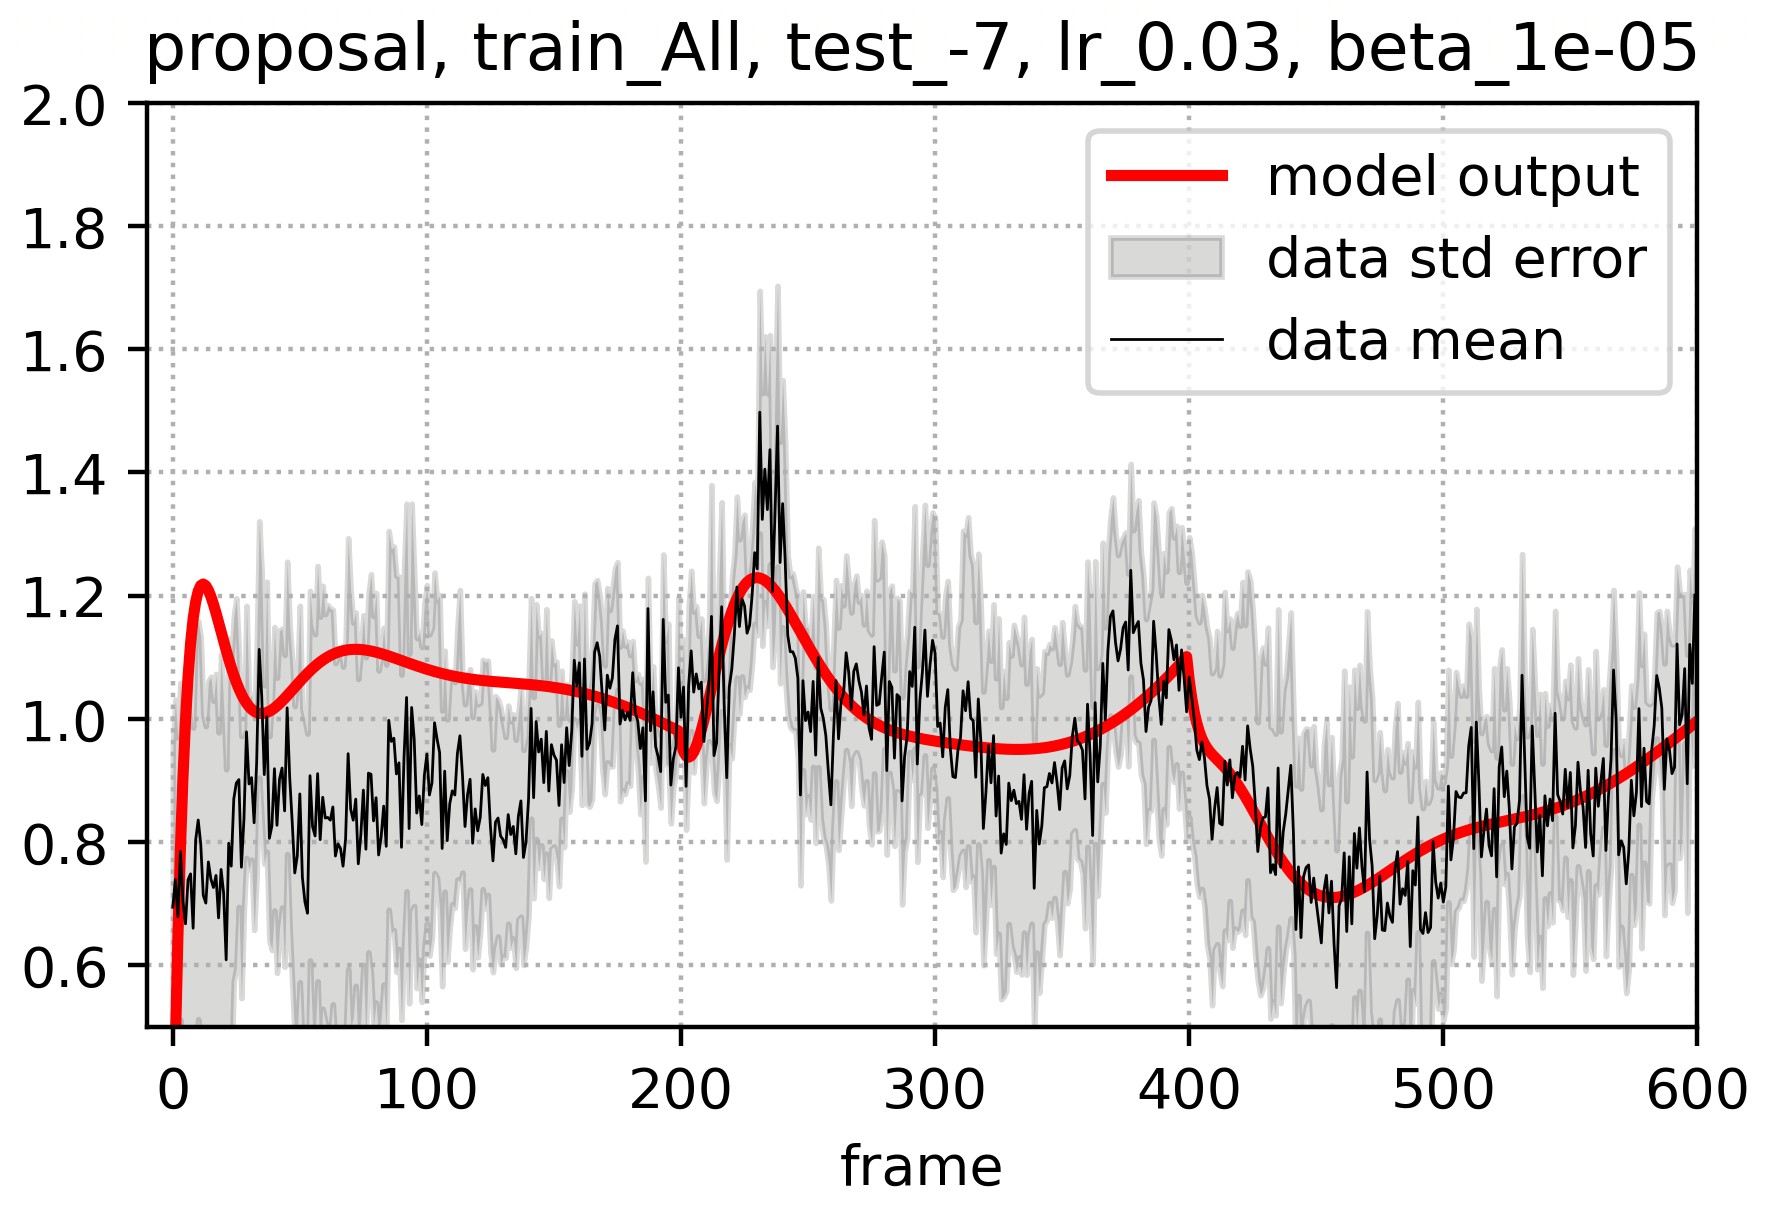 proposal, train_All, test_-7, lr_0.03, beta_1e-05
2.0
1.8
1.6
1.4
1.2
1.0
0.8
0.6
model output
data std error
data mean
0 100 200 300 400 500 600
frame